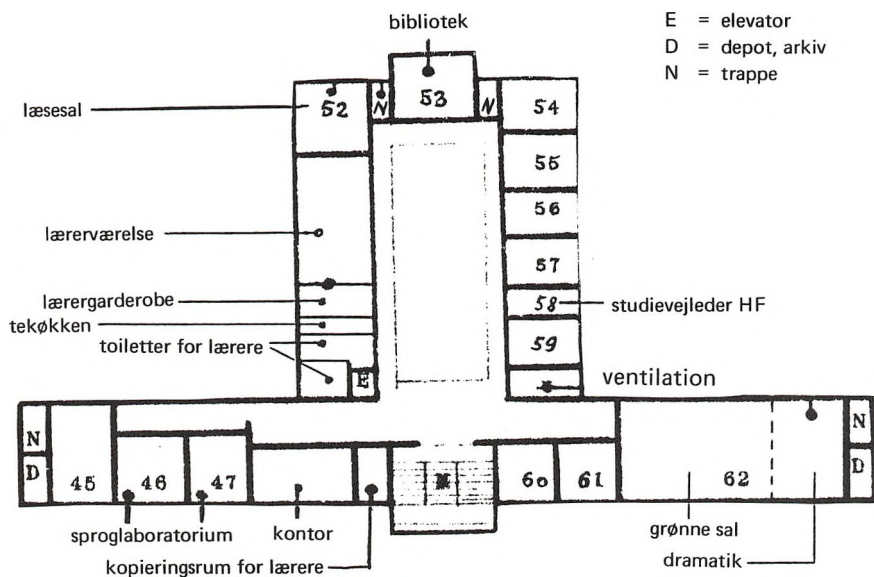 bibliotek
E = elevator
D = depot, arkiv
N = trappe
læsesal
52
N
53
N
54
55
lærerværelse
56
57
lærergarderobe
58
studievejleder HF
tekøkken
toiletter for lærere
59
E
ventilation
N
N
D
45
46
47
N
60
61
62
D
sproglaboratorium
kontor
grønne sal
kopieringsrum for lærere
dramatik